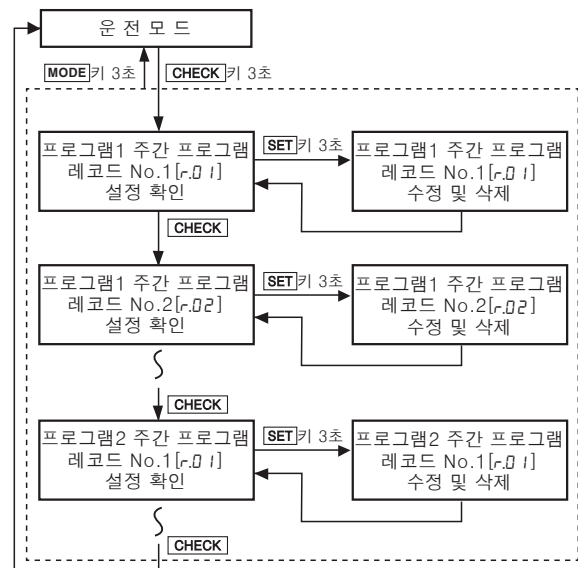 운 전 모 드
MODE키 3초
CHECK 키 3초
프로그램1 주간 프로그램
레코드 No.1[r.01]
설정 확인
SET키 3초
프로그램1 주간 프로그램
레코드 No.1[r.01]
수정 및 삭제
CHECK
프로그램1 주간 프로그램
레코드 No.2[r.02]
설정 확인
SET키 3초
프로그램1 주간 프로그램
레코드 No.2[r.02]
수정 및 삭제
CHECK
프로그램2 주간 프로그램
레코드 No.1[r.01]
설정 확인
SET키 3초
프로그램2 주간 프로그램
레코드 No.1[r.01]
수정 및 삭제
CHECK